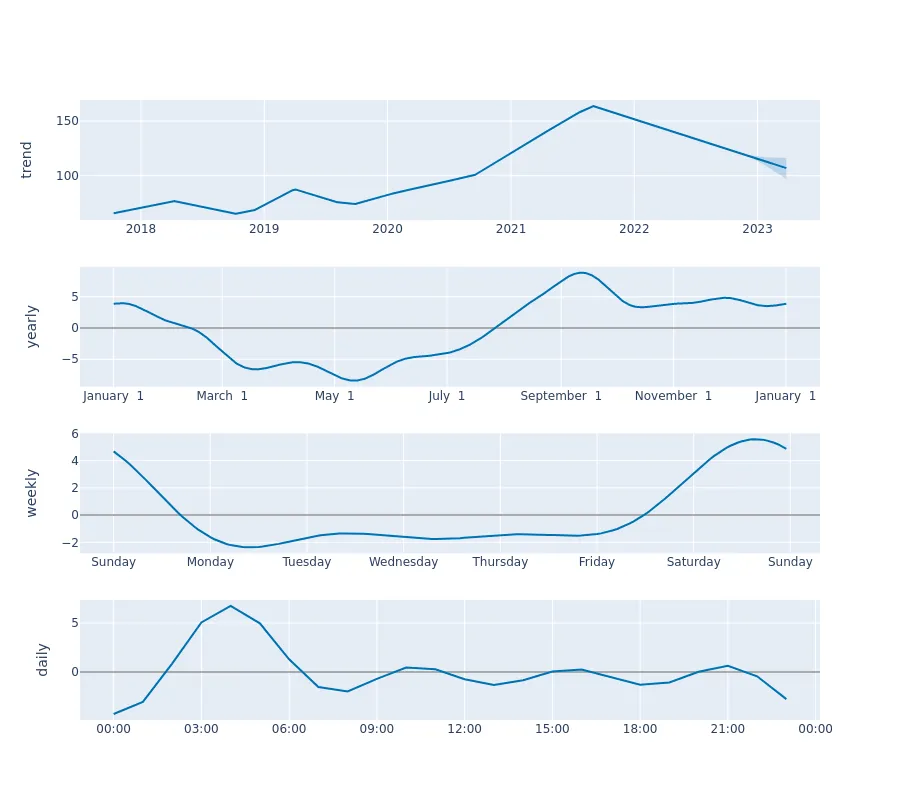 trend
150
100
2018 2019 2020 2021 2022 2023
yearly
5
0
−5
January 1 March 1 May 1 July 1 September 1 November 1 January 1
weekly
6
4
2
0
−2
Sunday Monday Tuesday Wednesday Thursday Friday Saturday Sunday
daily
5
0
00:00 03:00 06:00 09:00 12:00 15:00 18:00 21:00 00:00